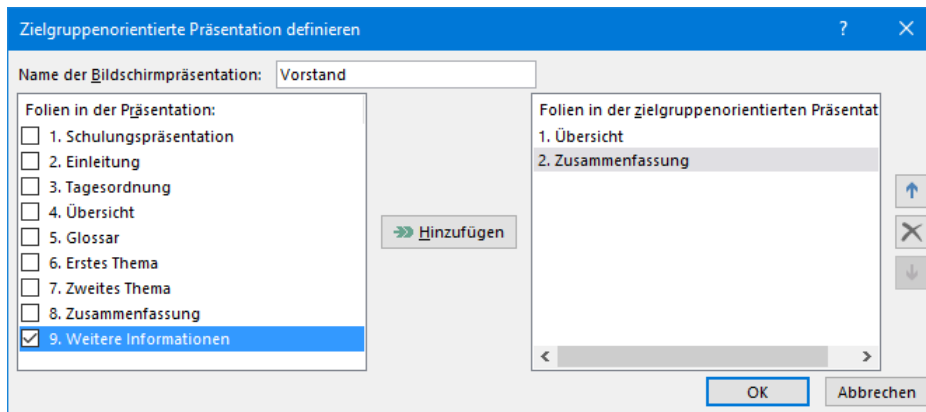 Zielgruppenorientierte Präsentation definieren
?
Name der Bildschirmpräsentation: Vorstand
Folien in der Präsentation:
1. Schulungspräsentation
2. Einleitung
3. Tagesordnung
4. Übersicht
5. Glossar
6. Erstes Thema
7. Zweites Thema
8. Zusammenfassung
9. Weitere Informationen
Hinzufügen
Folien in der zielgruppenorientierten Präsentat
1. Übersicht
2. Zusammenfassung
OK
Abbrechen